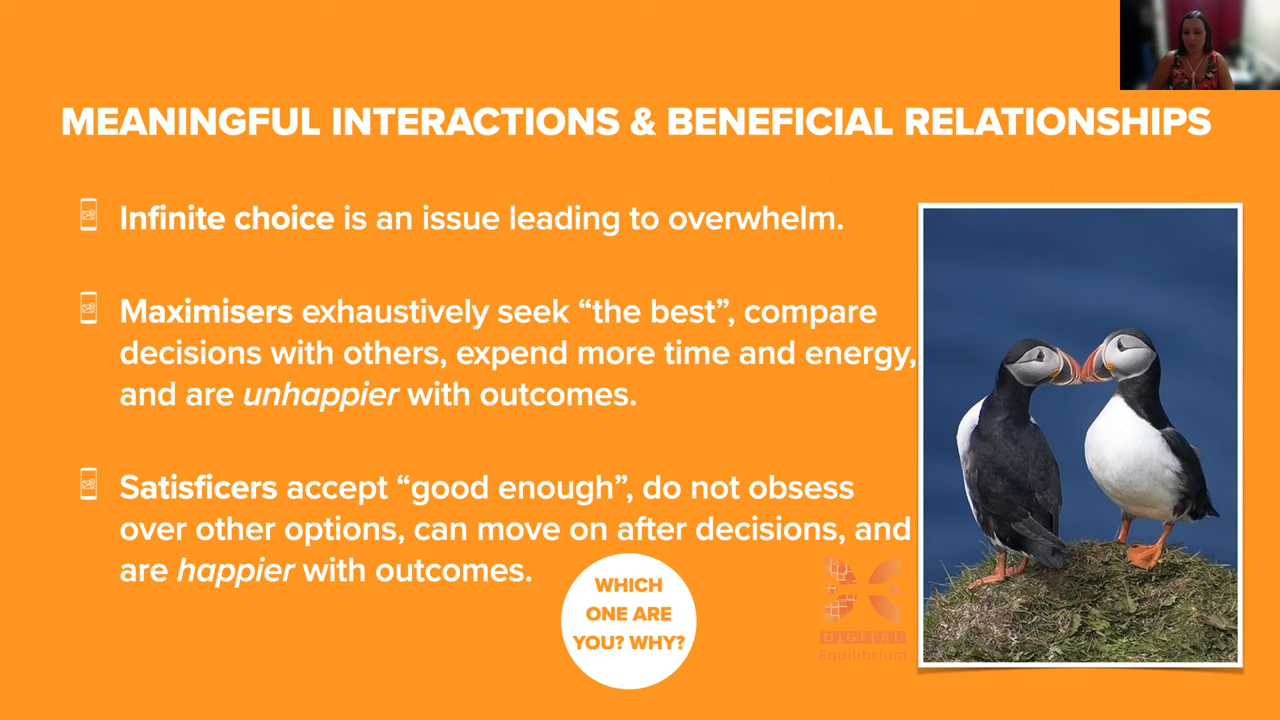 MEANINGFUL INTERACTIONS & BENEFICIAL RELATIONSHIPS
Infinite choice is an issue leading to overwhelm.
Maximisers exhaustively seek “the best”, compare
decisions with others, expend more time and energy,
and are unhappier with outcomes.
Satisficers accept “good enough”, do not obsess
over other options, can move on after decisions, and
are happier with outcomes.
WHICH
ONE ARE
YOU? WHY?
DIGITAL
Equilibrium